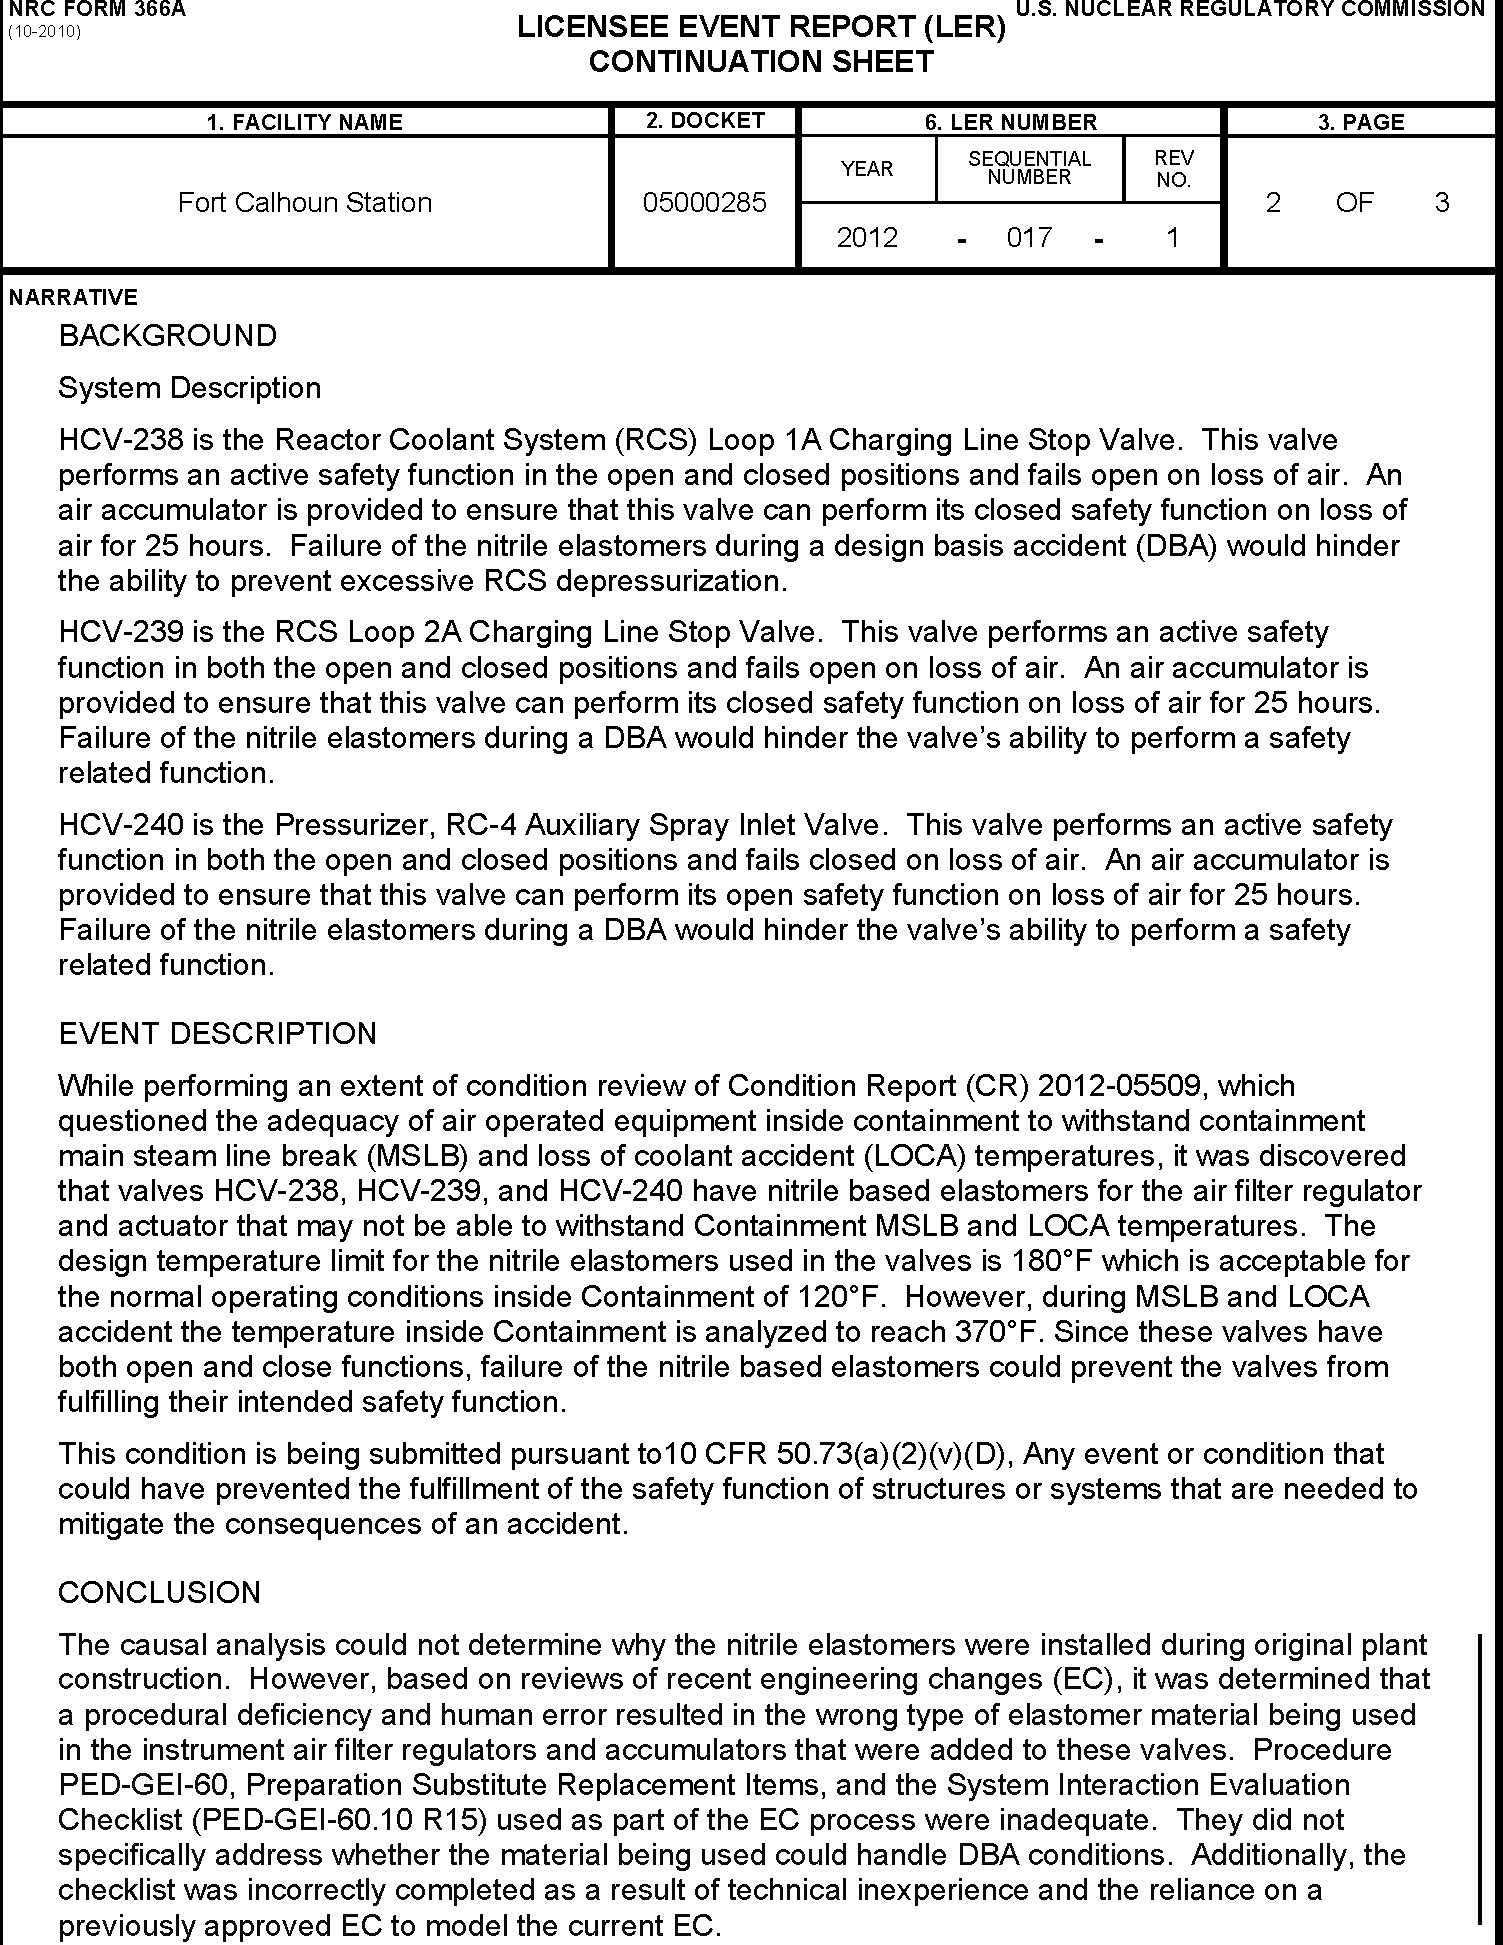 NRC FORM 366A
(10-2010)
U.S. NUCLEAR REGULATORY COMMISSION
LICENSEE EVENT REPORT (LER)
CONTINUATION SHEET
1. FACILITY NAME
2. DOCKET
6. LER NUMBER
3. PAGE
Fort Calhoun Station
05000285
YEAR
SEQUENTIAL
NUMBER
REV
NO.
2012 - 017 - 1
2 OF 3
NARRATIVE
BACKGROUND
System Description
HCV-238 is the Reactor Coolant System (RCS) Loop 1A Charging Line Stop Valve. This valve
performs an active safety function in the open and closed positions and fails open on loss of air. An
air accumulator is provided to ensure that this valve can perform its closed safety function on loss of
air for 25 hours. Failure of the nitrile elastomers during a design basis accident (DBA) would hinder
the ability to prevent excessive RCS depressurization.
HCV-239 is the RCS Loop 2A Charging Line Stop Valve. This valve performs an active safety
function in both the open and closed positions and fails open on loss of air. An air accumulator is
provided to ensure that this valve can perform its closed safety function on loss of air for 25 hours.
Failure of the nitrile elastomers during a DBA would hinder the valve's ability to perform a safety
related function.
HCV-240 is the Pressurizer, RC-4 Auxiliary Spray Inlet Valve. This valve performs an active safety
function in both the open and closed positions and fails closed on loss of air. An air accumulator is
provided to ensure that this valve can perform its open safety function on loss of air for 25 hours.
Failure of the nitrile elastomers during a DBA would hinder the valve's ability to perform a safety
related function.
EVENT DESCRIPTION
While performing an extent of condition review of Condition Report (CR) 2012-05509, which
questioned the adequacy of air operated equipment inside containment to withstand containment
main steam line break (MSLB) and loss of coolant accident (LOCA) temperatures, it was discovered
that valves HCV-238, HCV-239, and HCV-240 have nitrile based elastomers for the air filter regulator
and actuator that may not be able to withstand Containment MSLB and LOCA temperatures. The
design temperature limit for the nitrile elastomers used in the valves is 180°F which is acceptable for
the normal operating conditions inside Containment of 120°F. However, during MSLB and LOCA
accident the temperature inside Containment is analyzed to reach 370°F. Since these valves have
both open and close functions, failure of the nitrile based elastomers could prevent the valves from
fulfilling their intended safety function.
This condition is being submitted pursuant to10 CFR 50.73(a)(2)(v)(D), Any event or condition that
could have prevented the fulfillment of the safety function of structures or systems that are needed to
mitigate the consequences of an accident.
CONCLUSION
The causal analysis could not determine why the nitrile elastomers were installed during original plant
construction. However, based on reviews of recent engineering changes (EC), it was determined that
a procedural deficiency and human error resulted in the wrong type of elastomer material being used
in the instrument air filter regulators and accumulators that were added to these valves. Procedure
PED-GEI-60, Preparation Substitute Replacement Items, and the System Interaction Evaluation
Checklist (PED-GEI-60.10 R15) used as part of the EC process were inadequate. They did not
specifically address whether the material being used could handle DBA conditions. Additionally, the
checklist was incorrectly completed as a result of technical inexperience and the reliance on a
previously approved EC to model the current EC.